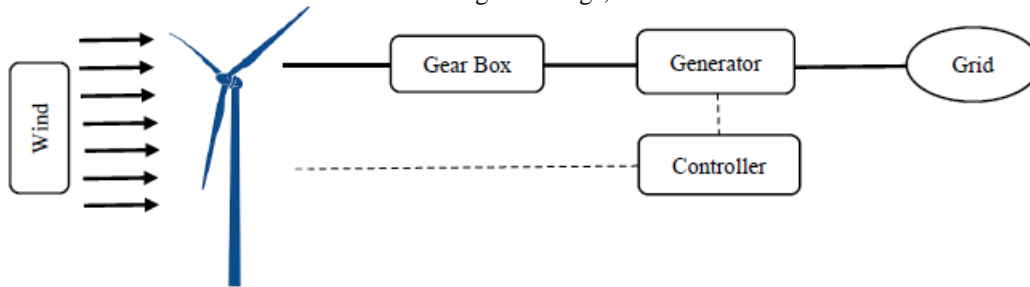 Gear Box
Generator
Grid
Wind
Controller